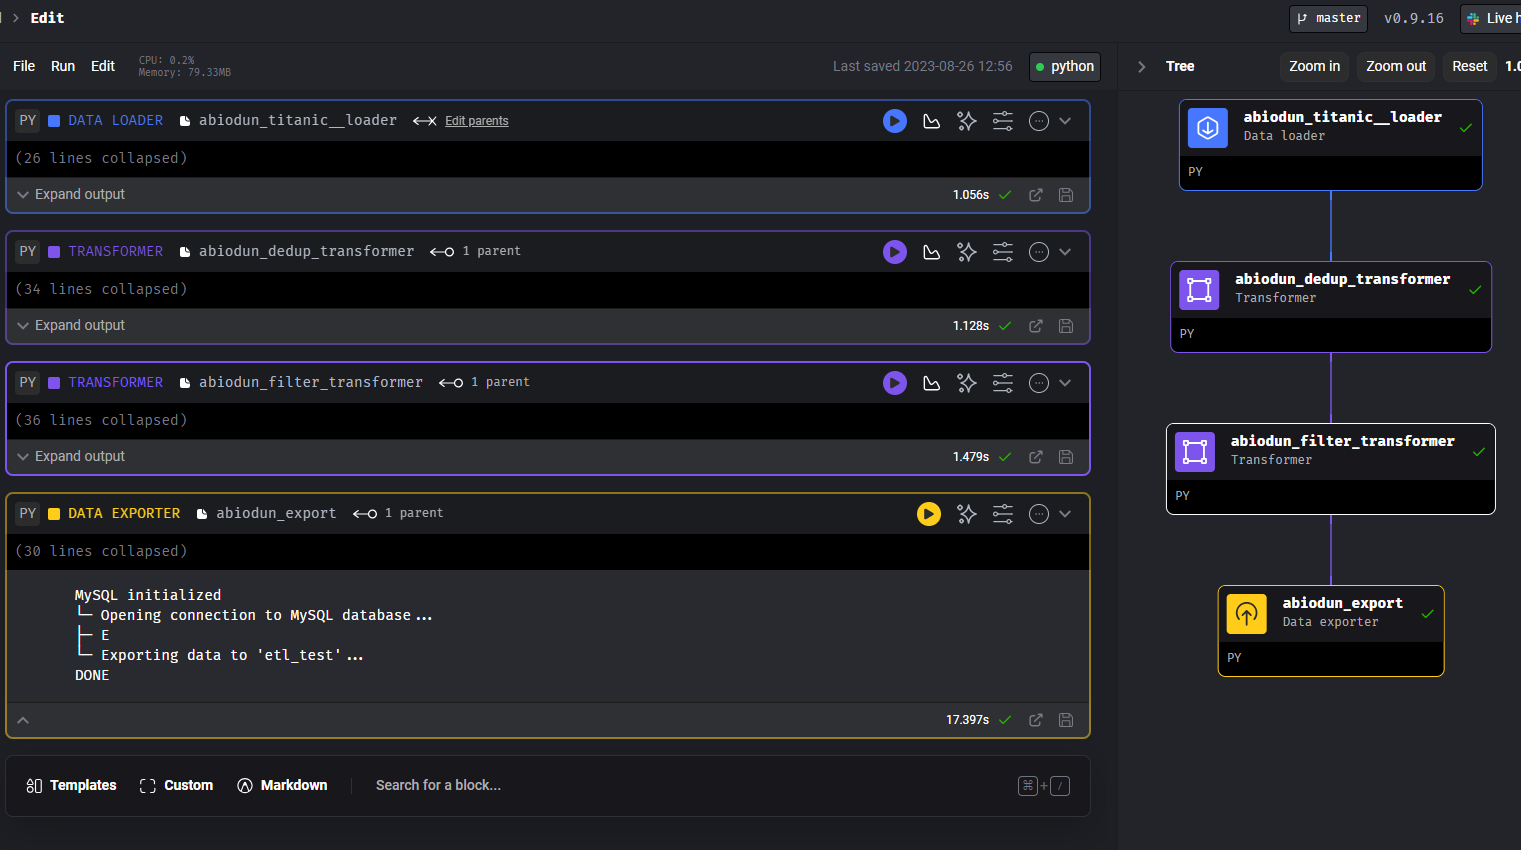 Edit
master
v0.9.16
Live h
File
Run
Edit
CPU: 0.2%
Memory: 79.33MB
Last saved 2023-08-26 12:56
python
Tree
Zoom in
Zoom out
Reset
PY DATA LOADER abiodun_titanic__loader Edit parents
(26 lines collapsed)
Expand output
1.056s
PY TRANSFORMER abiodun_dedup_transformer 1 parent
(34 lines collapsed)
Expand output
1.128s
PY TRANSFORMER abiodun_filter_transformer 1 parent
(36 lines collapsed)
Expand output
1.479s
PY DATA EXPORTER abiodun_export 1 parent
(30 lines collapsed)
MySQL initialized
└─ Opening connection to MySQL database...
├─ E
└─ Exporting data to 'etl_test'...
DONE
17.397s
Templates
Custom
Markdown
Search for a block...
⌘ + /
abiodun_titanic__loader
Data loader
PY
abiodun_dedup_transformer
Transformer
PY
abiodun_filter_transformer
Transformer
PY
abiodun_export
Data exporter
PY